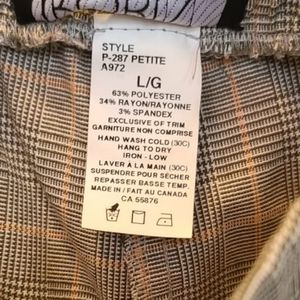 STYLE
P-287 PETITE
A972
L/G
63% POLYESTER
34% RAYON/RAYONNE
3% SPANDEX
EXCLUSIVE OF TRIM
GARNITURE NON COMPRISE
HAND WASH COLD (30C)
HANG TO DRY
IRON - LOW
LAVER À LA MAIN (30C)
SUSPENDRE POUR SÉCHER
REPASSER BASSE TEMP.
MADE IN / FAIT AU CANADA
CA 55876